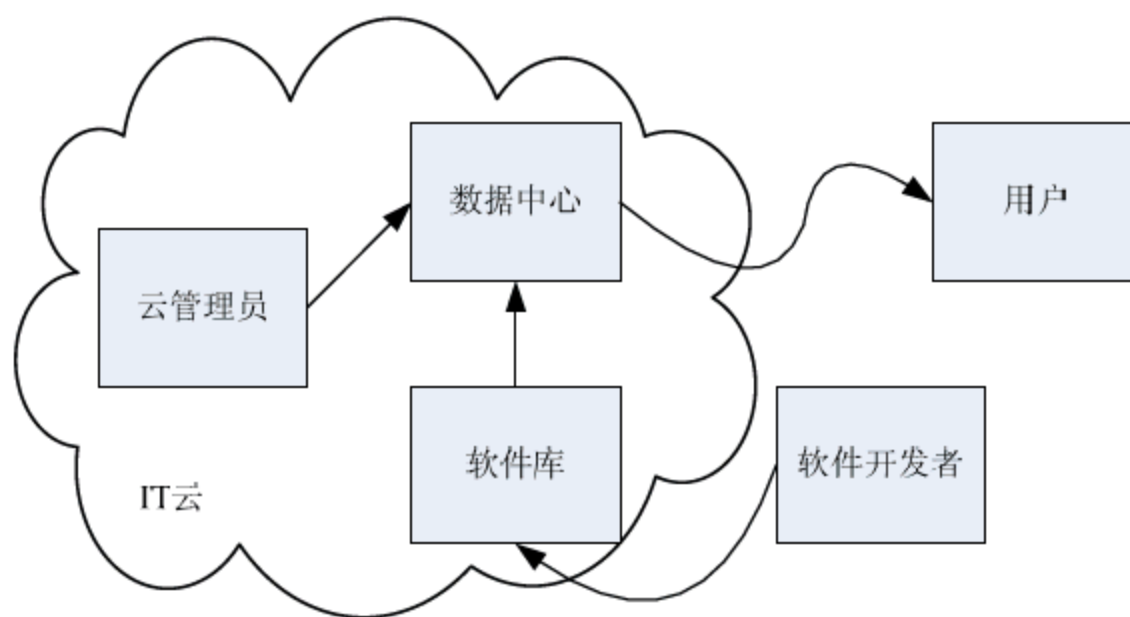 数据中心
用户
云管理员
软件库
软件开发者
IT云